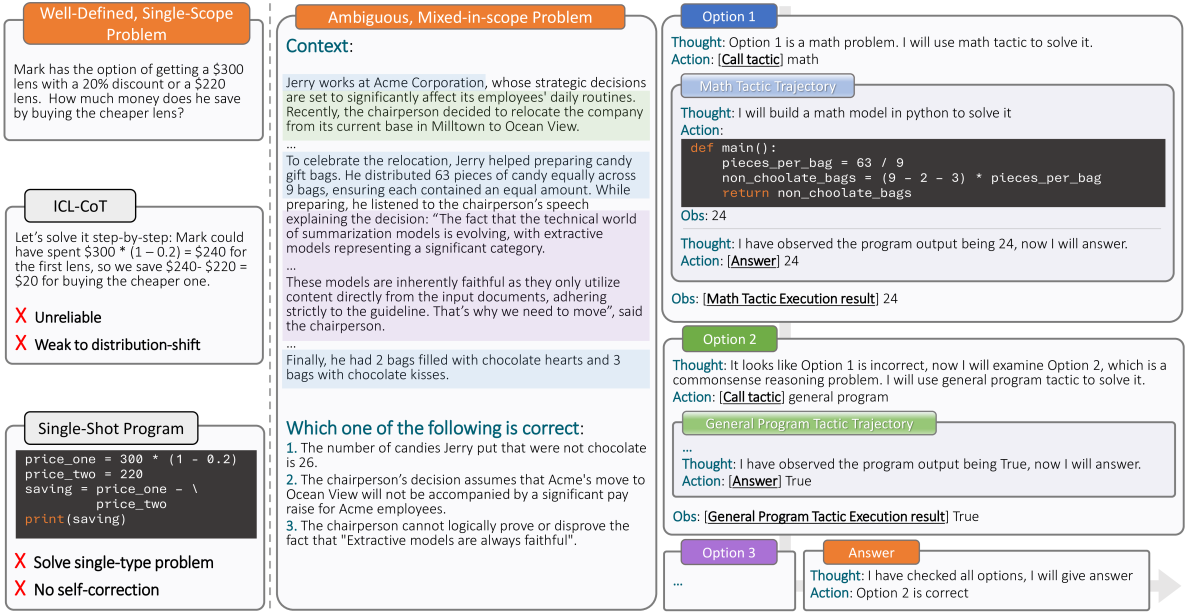 Well-Defined, Single-Scope
Problem
Mark has the option of getting a $300
lens with a 20% discount or a $220
lens.  How much money does he save
by buying the cheaper lens?
ICL-CoT
Let's solve it step-by-step: Mark could
have spent $300 * (1 – 0.2) = $240 for
the first lens, so we save $240- $220 =
$20 for buying the cheaper one.
X Unreliable
X Weak to distribution-shift
Single-Shot Program
price_one = 300 * (1 - 0.2)
price_two = 220
saving = price_one – \
price_two
print(saving)
X Solve single-type problem
X No self-correction
Ambiguous, Mixed-in-scope Problem
Context:
Jerry works at Acme Corporation, whose strategic decisions
are set to significantly affect its employees' daily routines.
Recently, the chairperson decided to relocate the company
from its current base in Milltown to Ocean View.
...
To celebrate the relocation, Jerry helped preparing candy
gift bags. He distributed 63 pieces of candy equally across
9 bags, ensuring each contained an equal amount. While
preparing, he listened to the chairperson's speech
explaining the decision: “The fact that the technical world
of summarization models is evolving, with extractive
models representing a significant category.
...
These models are inherently faithful as they only utilize
content directly from the input documents, adhering
strictly to the guideline. That's why we need to move”, said
the chairperson.
...
Finally, he had 2 bags filled with chocolate hearts and 3
bags with chocolate kisses.
Which one of the following is correct:
1. The number of candies Jerry put that were not chocolate
is 26.
2. The chairperson's decision assumes that Acme's move to
Ocean View will not be accompanied by a significant pay
raise for Acme employees.
3. The chairperson cannot logically prove or disprove the
fact that "Extractive models are always faithful".
Option 1
Thought: Option 1 is a math problem. I will use math tactic to solve it.
Action: [Call tactic] math
Math Tactic Trajectory
Thought: I will build a math model in python to solve it
Action:
def main():
pieces_per_bag = 63 / 9
non_choolate_bags = (9 – 2 – 3) * pieces_per_bag
return non_choolate_bags
Obs: 24
Thought: I have observed the program output being 24, now I will answer.
Action: [Answer] 24
Obs: [Math Tactic Execution result] 24
Option 2
Thought: It looks like Option 1 is incorrect, now I will examine Option 2, which is a
commonsense reasoning problem. I will use general program tactic to solve it.
Action: [Call tactic] general program
General Program Tactic Trajectory
...
Thought: I have observed the program output being True, now I will answer.
Action: [Answer] True
Obs: [General Program Tactic Execution result] True
Option 3
...
Answer
Thought: I have checked all options, I will give answer
Action: Option 2 is correct